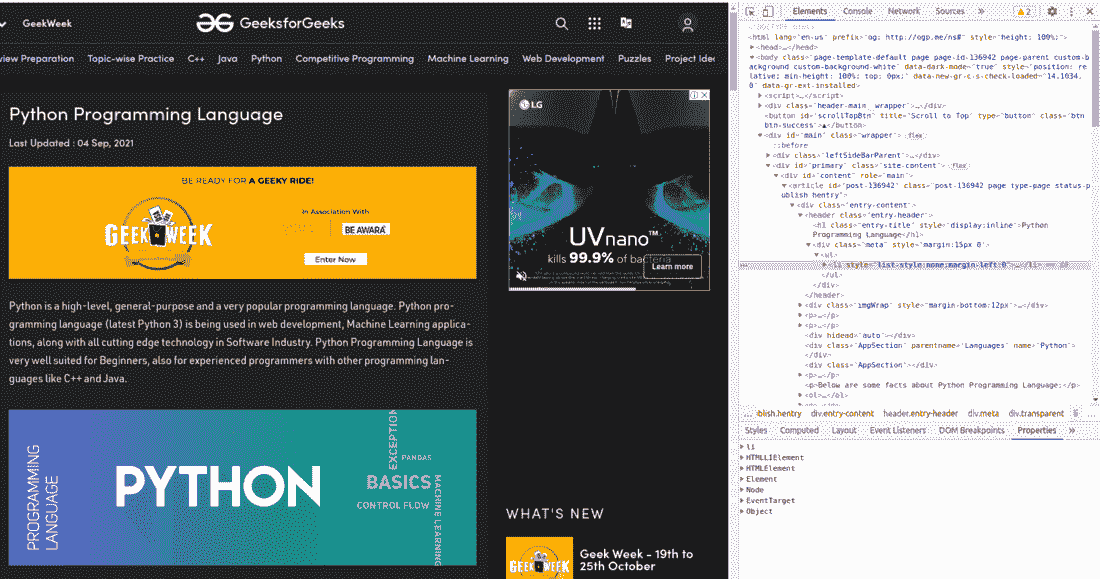 GeekWeek
GeeksforGeeks
view Preparation Topic-wise Practice C++ Java Python Competitive Programming Machine Learning Web Development Puzzles Project Ide
Python Programming Language
Last Updated : 04 Sep, 2021
BE READY FOR A GEEKY RIDE!
GEEK WEEK
In Association With
BE AWARA
Enter Now
Python is a high-level, general-purpose and a very popular programming language. Python pro-
gramming language (latest Python 3) is being used in web development, Machine Learning applica-
tions, along with all cutting edge technology in Software Industry. Python Programming Language is
very well suited for Beginners, also for experienced programmers with other programming lan-
guages like C++ and Java.
PROGRAMMING
LANGUAGE
PYTHON
EXCEPTION
PANDAS
BASICS
CONTROL FLOW
MACHINE LEARNING
LG
UVnano™
kills 99.9% of bacteria
Learn more
WHAT'S NEW
GEEK WEEK
Geek Week - 19th to
25th October
Elements Console Network Sources » 2
<html lang="en-us" prefix="og: http://ogp.me/ns#" style="height: 100%;">
<head>…</head>
<body class="page-template-default page page-id-136942 page-parent custom-b
ackground custom-background-white" data-dark-mode="true" style="position: re
lative; min-height: 100%; top: 0px;" data-new-gr-c-s-check-loaded="14.1034.
0" data-gr-ext-installed>
<script>…</script>
<div class="header-main__wrapper">…</div>
<button id="scrollTopBtn" title="Scroll to Top" type="button" class="btn
btn-success">▲</button>
<div id="main" class="wrapper"> flex
::before
<div class="leftSideBarParent">…</div>
<div id="primary" class="site-content"> flex
<div id="content" role="main">
<article id="post-136942" class="post-136942 page type-page status-pu
blish hentry">
<div class="entry-content">
<header class="entry-header">
<h1 class="entry-title" style="display:inline">Python
Programming Language</h1>
<div class="meta" style="margin:15px 0">
<ul>
<li style="list-style:none;margin-left:0">…</li> == $0
</ul>
</div>
</header>
<div class="imgWrap" style="margin-bottom:12px">…</div>
<p>…</p>
<p>…</p>
<div hidead="auto"></div>
<div class="AppSection" parentname="Languages" name="Python">
</div>
<div class="AppSection"></div>
<p>…</p>
<p>Below are some facts about Python Programming Language:</p>
<ol>…</ol>
… iblish.hentry div.entry-content header.entry-header div.meta div.transparent
Styles Computed Layout Event Listeners DOM Breakpoints Properties »
li
HTMLLIElement
HTMLElement
Element
Node
EventTarget
Object